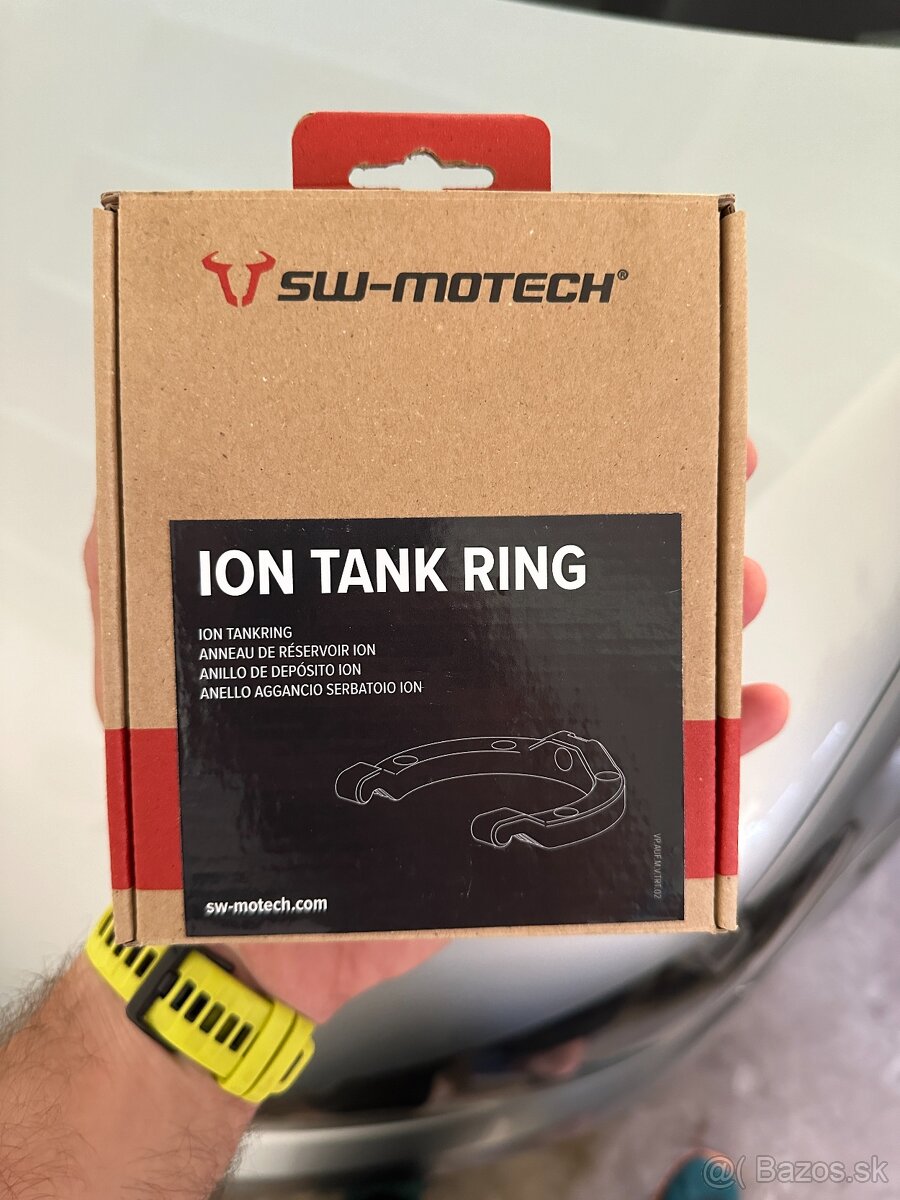 SW-MOTECH®
ION TANK RING
ION TANKRING
ANNEAU DE RÉSERVOIR ION
ANILLO DE DEPÓSITO ION
ANELLO AGGANCIO SERBATOIO ION
sw-motech.com
@( Bazos.sk